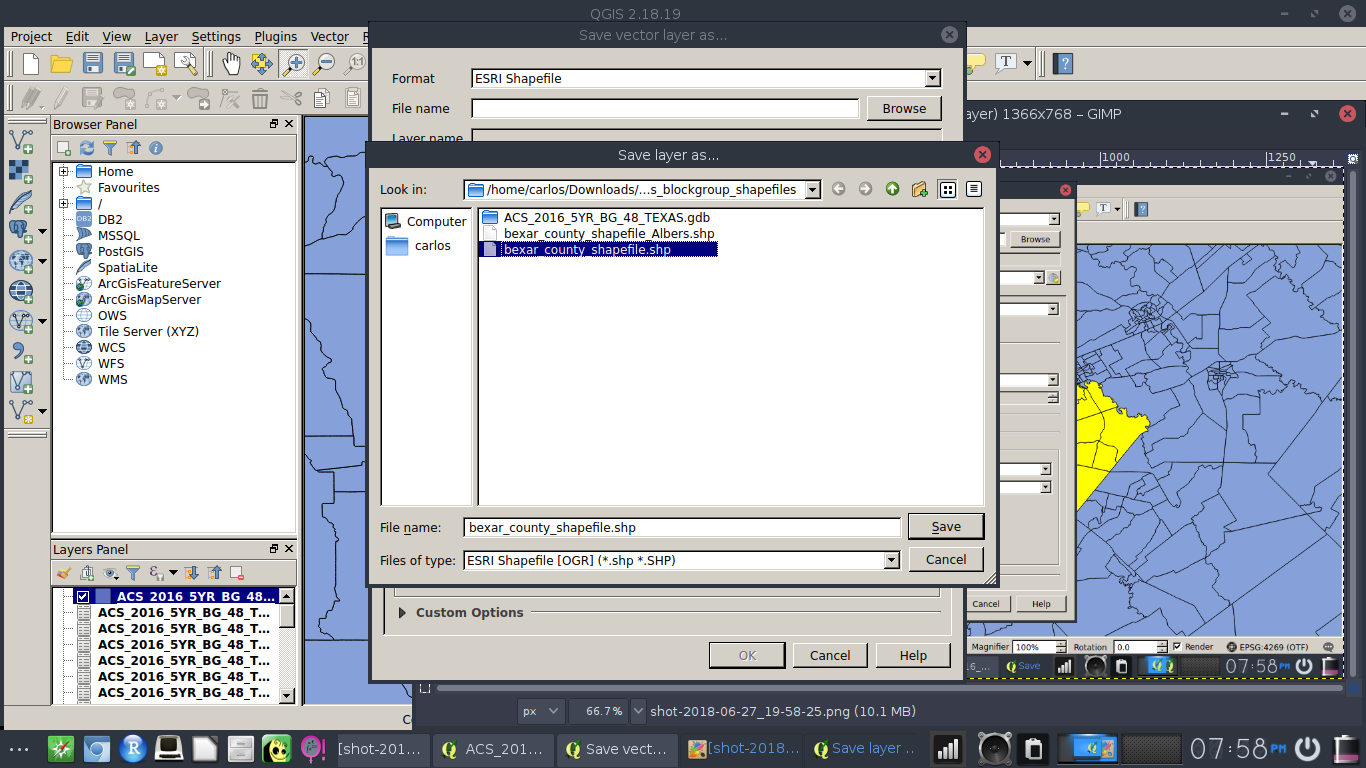 QGIS 2.18.19
Project Edit View Layer Settings Plugins Vector
Save vector layer as...
Format ESRI Shapefile
File name Browse
Layer name
ayer) 1366x768 – GIMP
1000 1250
Browser Panel
Home
Favourites
/
DB2
MSSQL
PostGIS
SpatiaLite
ArcGisFeatureServer
ArcGisMapServer
OWS
Tile Server (XYZ)
WCS
WFS
WMS
Save layer as...
Look in: /home/carlos/Downloads/...s_blockgroup_shapefiles
Computer
carlos
ACS_2016_5YR_BG_48_TEXAS.gdb
bexar_county_shapefile_Albers.shp
bexar_county_shapefile.shp
File name: bexar_county_shapefile.shp Save
Files of type: ESRI Shapefile [OGR] (*.shp *.SHP) Cancel
Browse
Cancel Help
Layers Panel
ACS_2016_5YR_BG_48...
ACS_2016_5YR_BG_48_T...
ACS_2016_5YR_BG_48_T...
ACS_2016_5YR_BG_48_T...
ACS_2016_5YR_BG_48_T...
ACS_2016_5YR_BG_48_T...
ACS_2016_5YR_BG_48_T...
Custom Options
OK Cancel Help
Magnifier 100% Rotation 0.0 Render EPSG:4269 (OTF)
Save 07:58 PM
px 66.7% shot-2018-06-27_19-58-25.png (10.1 MB)
[shot-201... ACS_201... Save vect... [shot-2018... Save layer .. 07:58 PM